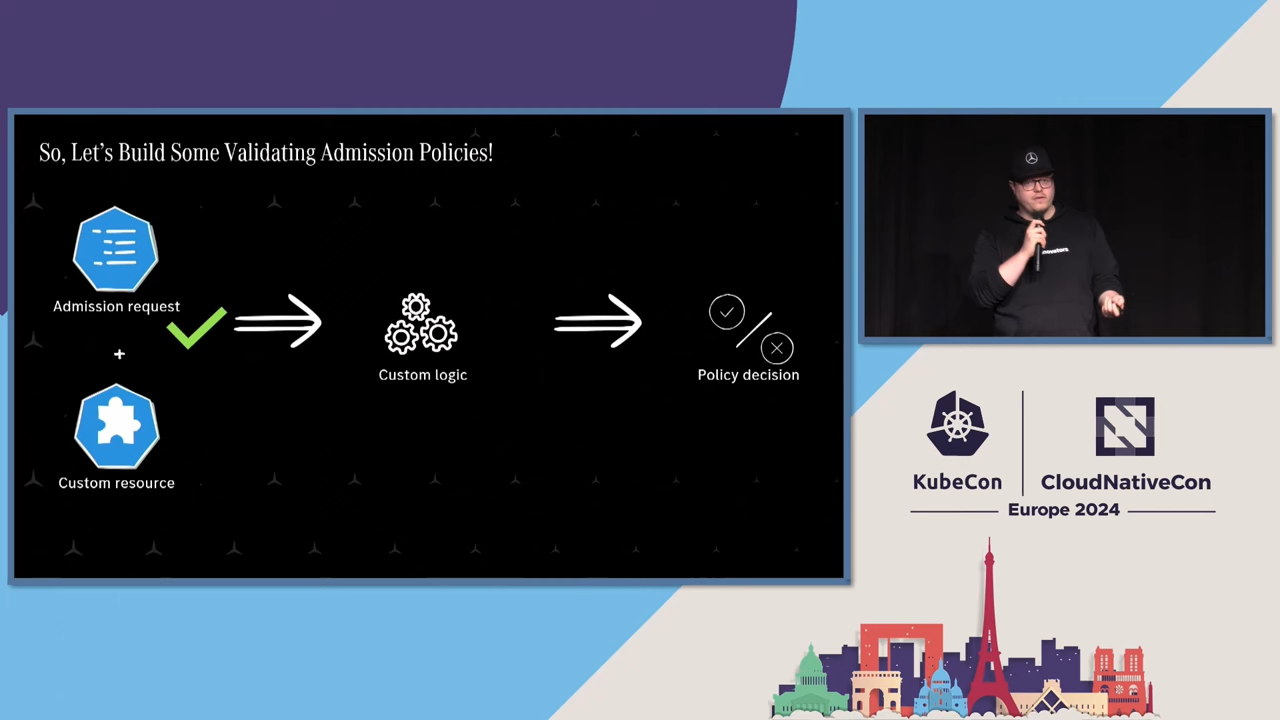 So, Let's Build Some Validating Admission Policies!
Admission request
+
Custom resource
Custom logic
Policy decision
novators.
KubeCon
CloudNativeCon
Europe 2024